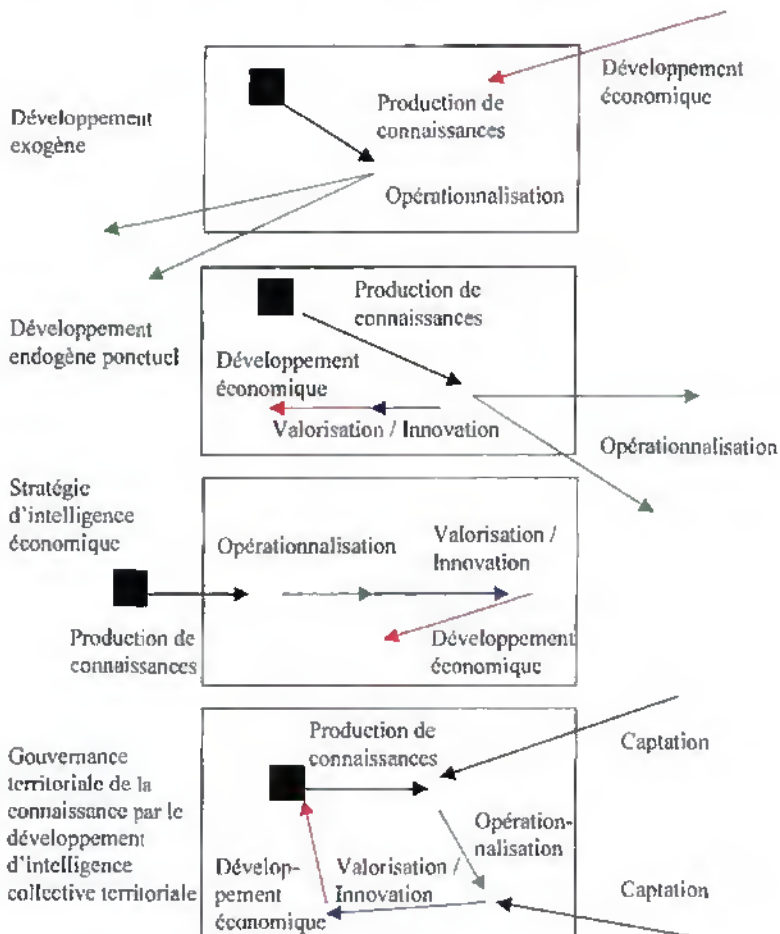 Développement
exogène
Production de
connaissances
Opérationnalisation
Développement
économique
Développement
endogène ponctuel
Production de
connaissances
Développement
économique
Valorisation / Innovation
Opérationnalisation
Stratégie
d'intelligence
économique
Production de
connaissances
Opérationnalisation
Valorisation /
Innovation
Développement
économique
Gouvernance
territoriale de la
connaissance par le
développement
d'intelligence
collective territoriale
Production de
connaissances
Captation
Opération-
nalisation
Dévelop-
pement
économique
Valorisation /
Innovation
Captation